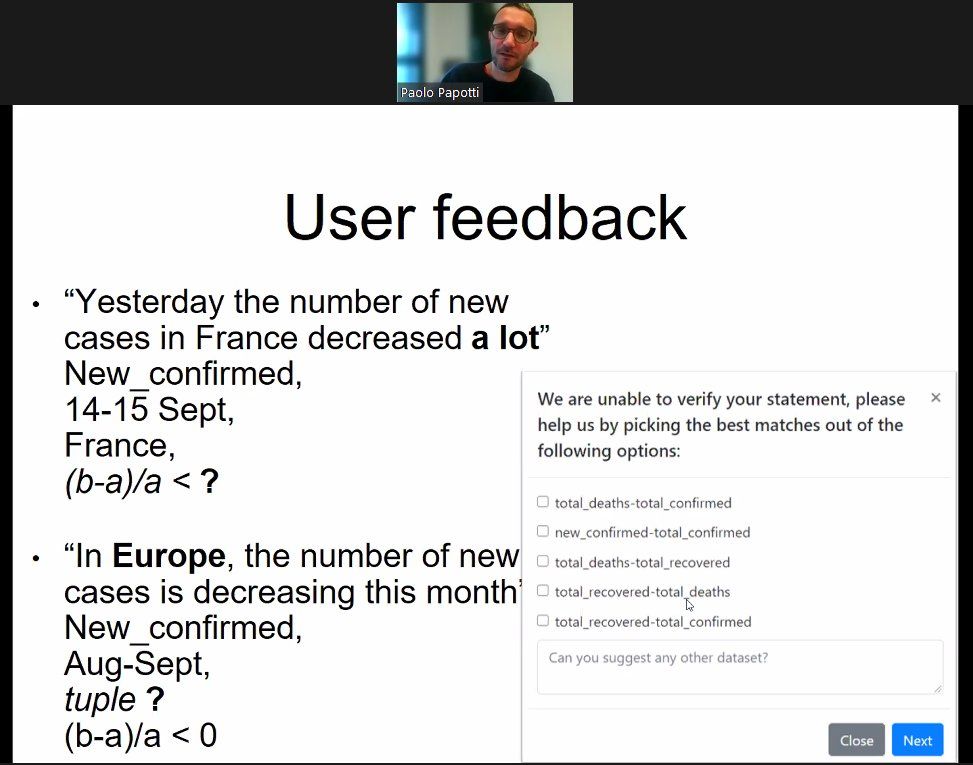 Paolo Papotti
User feedback
• “Yesterday the number of new
cases in France decreased a lot”
New_confirmed,
14-15 Sept,
France,
(b-a)/a < ?
• “In Europe, the number of new
cases is decreasing this month”
New_confirmed,
Aug-Sept,
tuple ?
(b-a)/a < 0
We are unable to verify your statement, please
help us by picking the best matches out of the
following options:
total_deaths-total_confirmed
new_confirmed-total_confirmed
total_deaths-total_recovered
total_recovered-total_deaths
total_recovered-total_confirmed
Can you suggest any other dataset?
Close Next